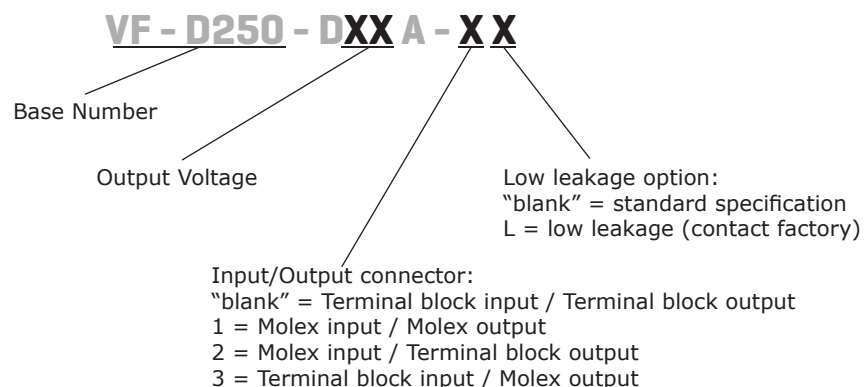 VF - D250 - DXX A - X X
Base Number
Output Voltage
Low leakage option:
“blank” = standard specification
L = low leakage (contact factory)
Input/Output connector:
“blank” = Terminal block input / Terminal block output
1 = Molex input / Molex output
2 = Molex input / Terminal block output
3 = Terminal block input / Molex output